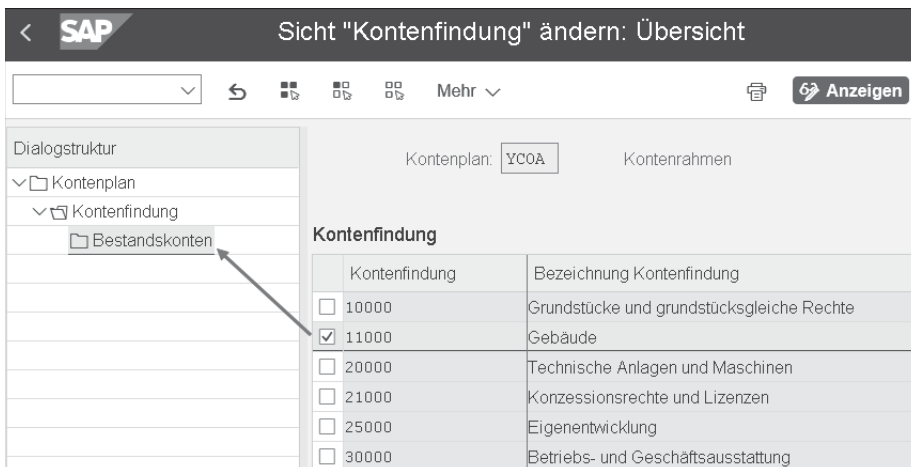 SAP Sicht "Kontenfindung" ändern: Übersicht
Mehr Anzeigen
Dialogstruktur
Kontenplan
Kontenfindung
Bestandskonten
Kontenplan: YCOA Kontenrahmen
Kontenfindung
Kontenfindung Bezeichnung Kontenfindung
10000 Grundstücke und grundstücksgleiche Rechte
11000 Gebäude
20000 Technische Anlagen und Maschinen
21000 Konzessionsrechte und Lizenzen
25000 Eigenentwicklung
30000 Betriebs- und Geschäftsausstattung